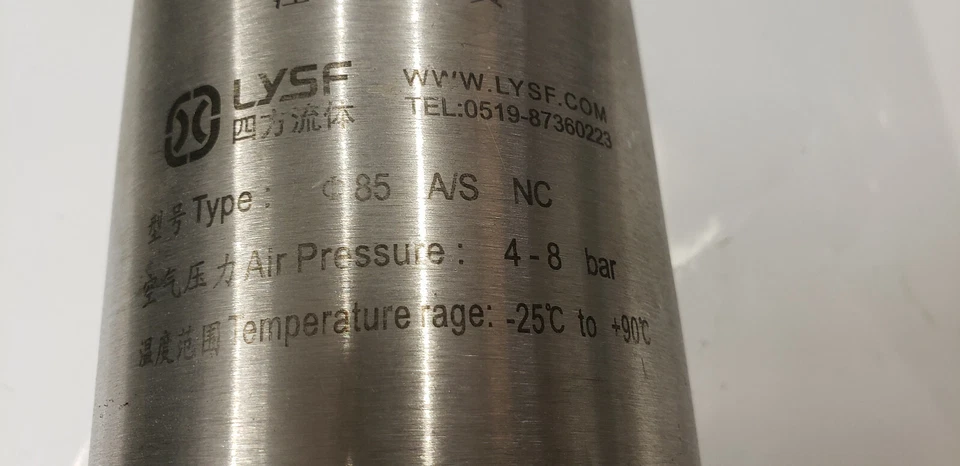 LYSF
四方流体
WWW.LYSF.COM
TEL:0519-87360223
型号 Type : Φ 85 A/S NC
空气压力 Air Pressure : 4-8 bar
温度范围 Temperature rage: -25℃ to +90℃